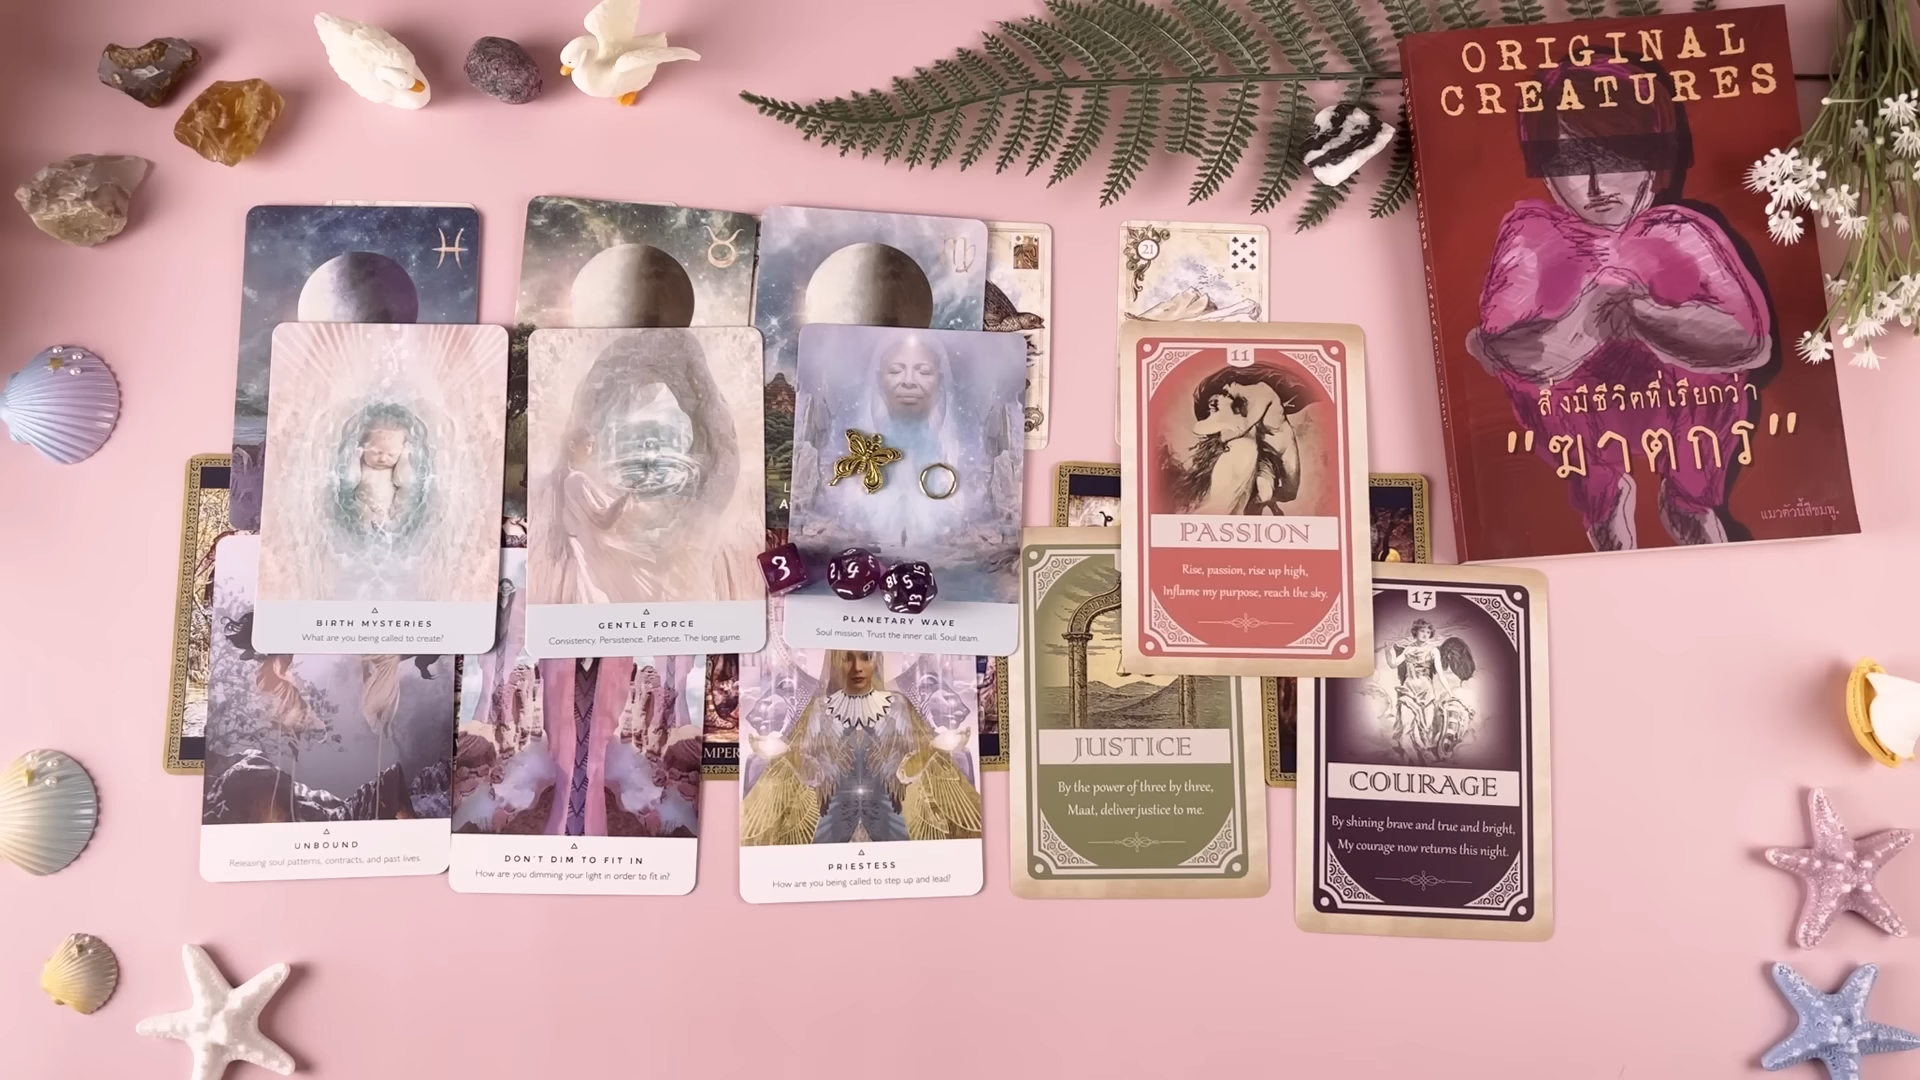 ORIGINAL
CREATURES
สิ่งมีชีวิตที่เรียกว่า
"ฆาตกร"
แมวตัวนี้สีชมพู.
21
11
PASSION
Rise, passion, rise up high,
Inflame my purpose, reach the sky.
BIRTH MYSTERIES
What are you being called to create?
GENTLE FORCE
Consistency. Persistence. Patience. The long game.
PLANETARY WAVE
Soul mission. Trust the inner call. Soul team.
3
5
JUSTICE
By the power of three by three,
Maat, deliver justice to me.
17
COURAGE
By shining brave and true and bright,
My courage now returns this night.
UNBOUND
Releasing soul patterns, contracts, and past lives.
DON'T DIM TO FIT IN
How are you dimming your light in order to fit in?
MPER
PRIESTESS
How are you being called to step up and lead?